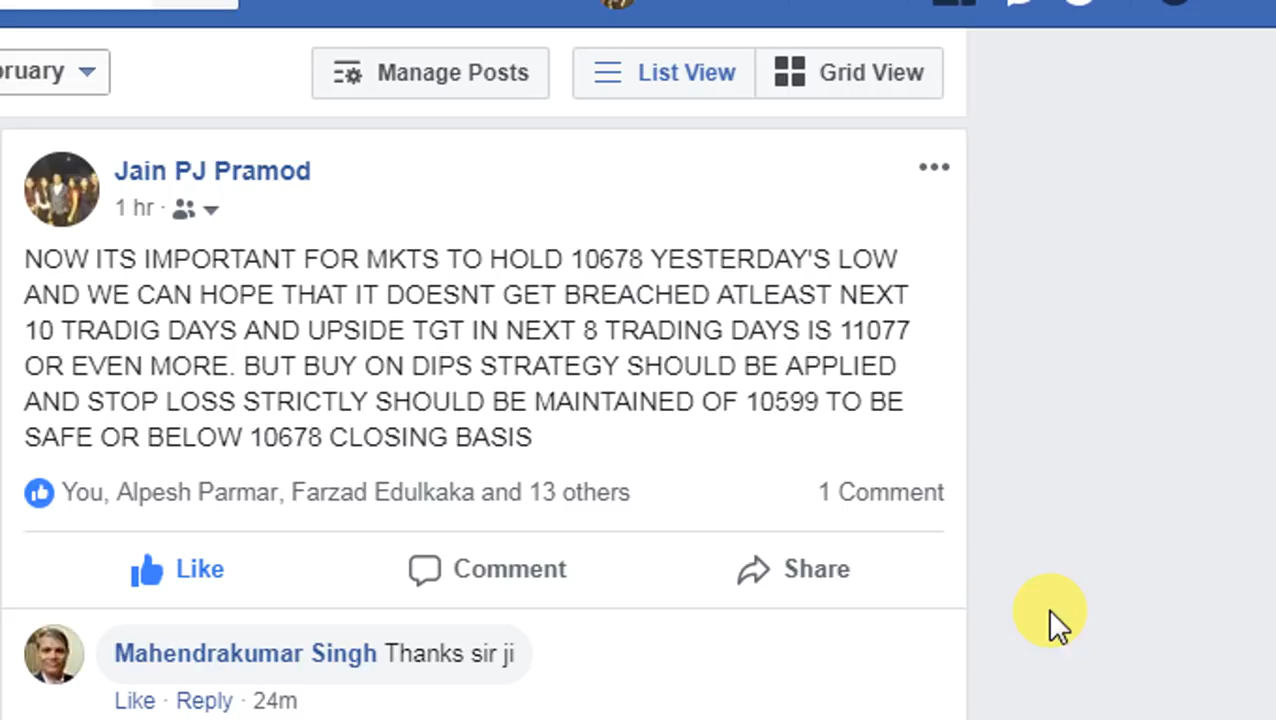 ruary
Manage Posts
List View
Grid View
Jain PJ Pramod
1 hr ·
NOW ITS IMPORTANT FOR MKTS TO HOLD 10678 YESTERDAY'S LOW
AND WE CAN HOPE THAT IT DOESNT GET BREACHED ATLEAST NEXT
10 TRADIG DAYS AND UPSIDE TGT IN NEXT 8 TRADING DAYS IS 11077
OR EVEN MORE. BUT BUY ON DIPS STRATEGY SHOULD BE APPLIED
AND STOP LOSS STRICTLY SHOULD BE MAINTAINED OF 10599 TO BE
SAFE OR BELOW 10678 CLOSING BASIS
You, Alpesh Parmar, Farzad Edulkaka and 13 others
1 Comment
Like
Comment
Share
Mahendrakumar Singh Thanks sir ji
Like · Reply · 24m